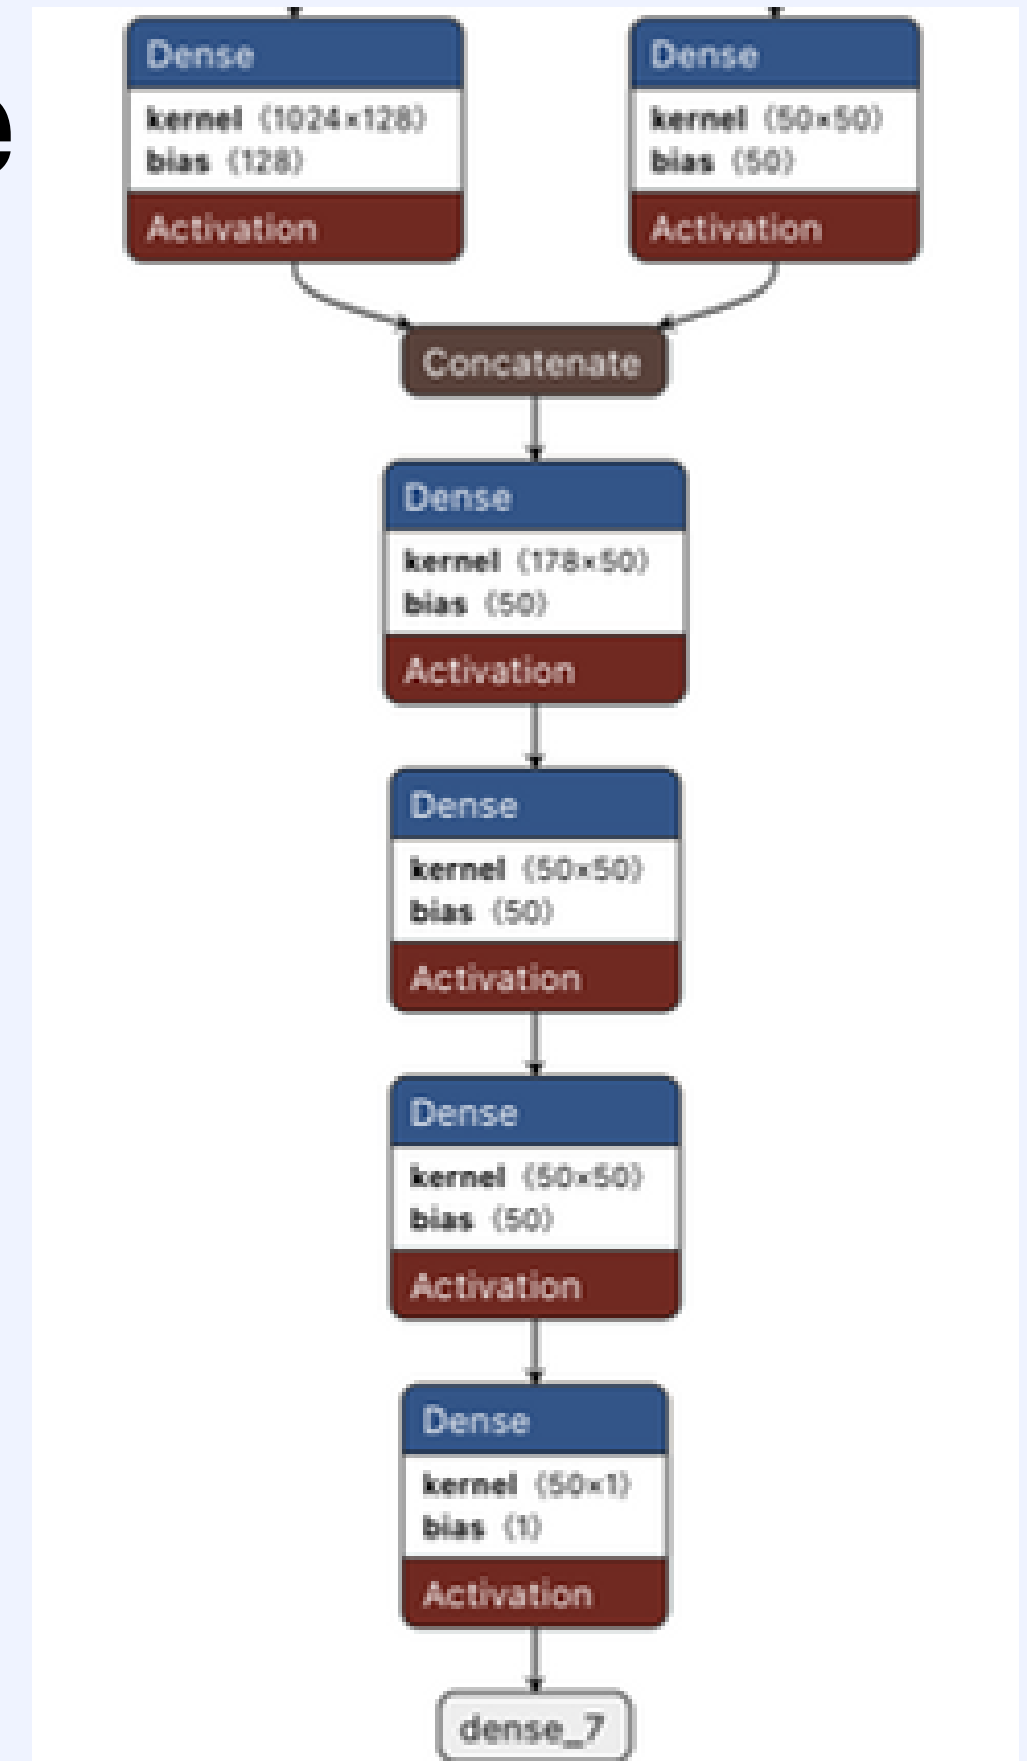 e
Dense
kernel (1024×128)
bias (128)
Activation
Dense
kernel (50×50)
bias (50)
Activation
Concatenate
Dense
kernel (178×50)
bias (50)
Activation
Dense
kernel (50×50)
bias (50)
Activation
Dense
kernel (50×50)
bias (50)
Activation
Dense
kernel (50×1)
bias (1)
Activation
dense_7